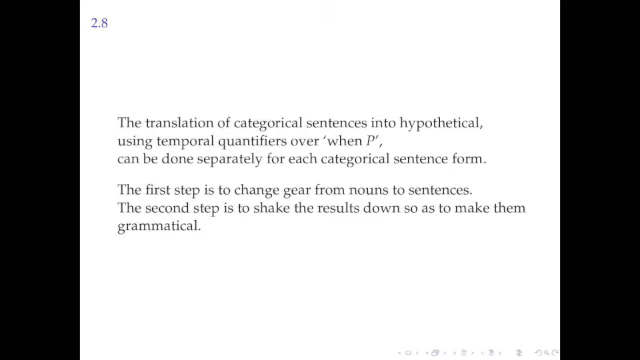 2.8
The translation of categorical sentences into hypothetical,
using temporal quantifiers over ‘when P’,
can be done separately for each categorical sentence form.
The first step is to change gear from nouns to sentences.
The second step is to shake the results down so as to make them
grammatical.